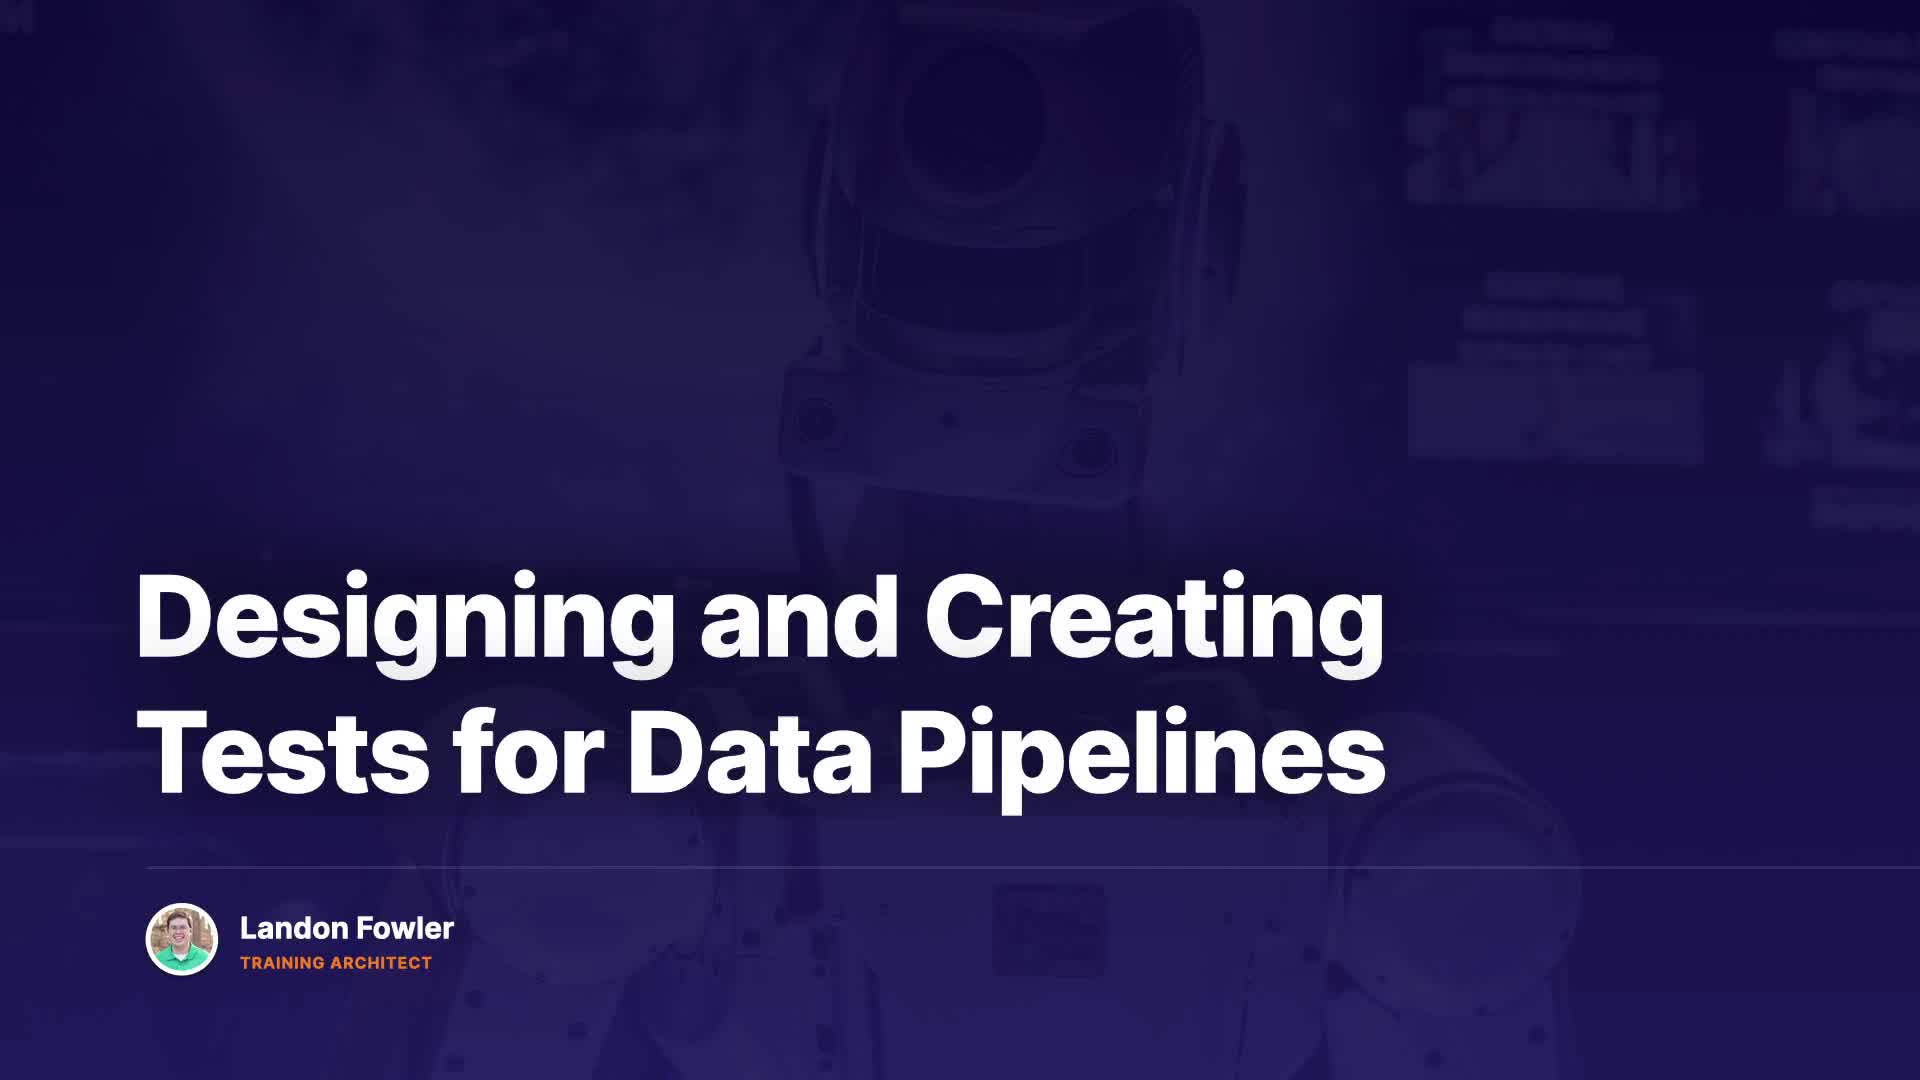 Designing and Creating
Tests for Data Pipelines
Landon Fowler
TRAINING ARCHITECT